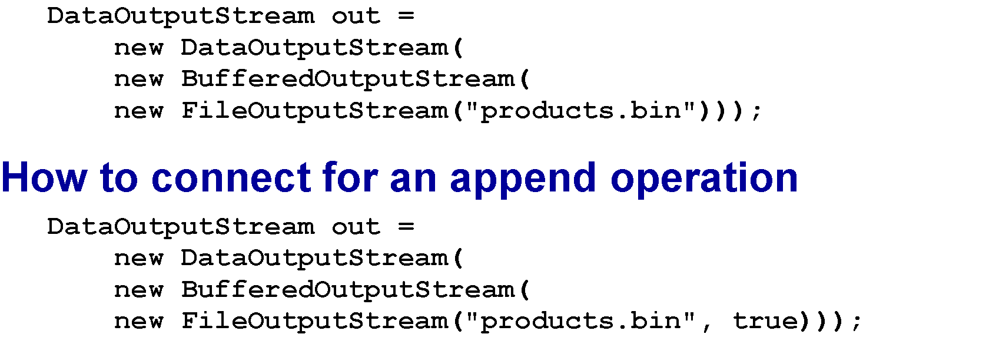 DataOutputStream out =
new DataOutputStream(
new BufferedOutputStream(
new FileOutputStream("products.bin")));
How to connect for an append operation
DataOutputStream out =
new DataOutputStream(
new BufferedOutputStream(
new FileOutputStream("products.bin", true)));